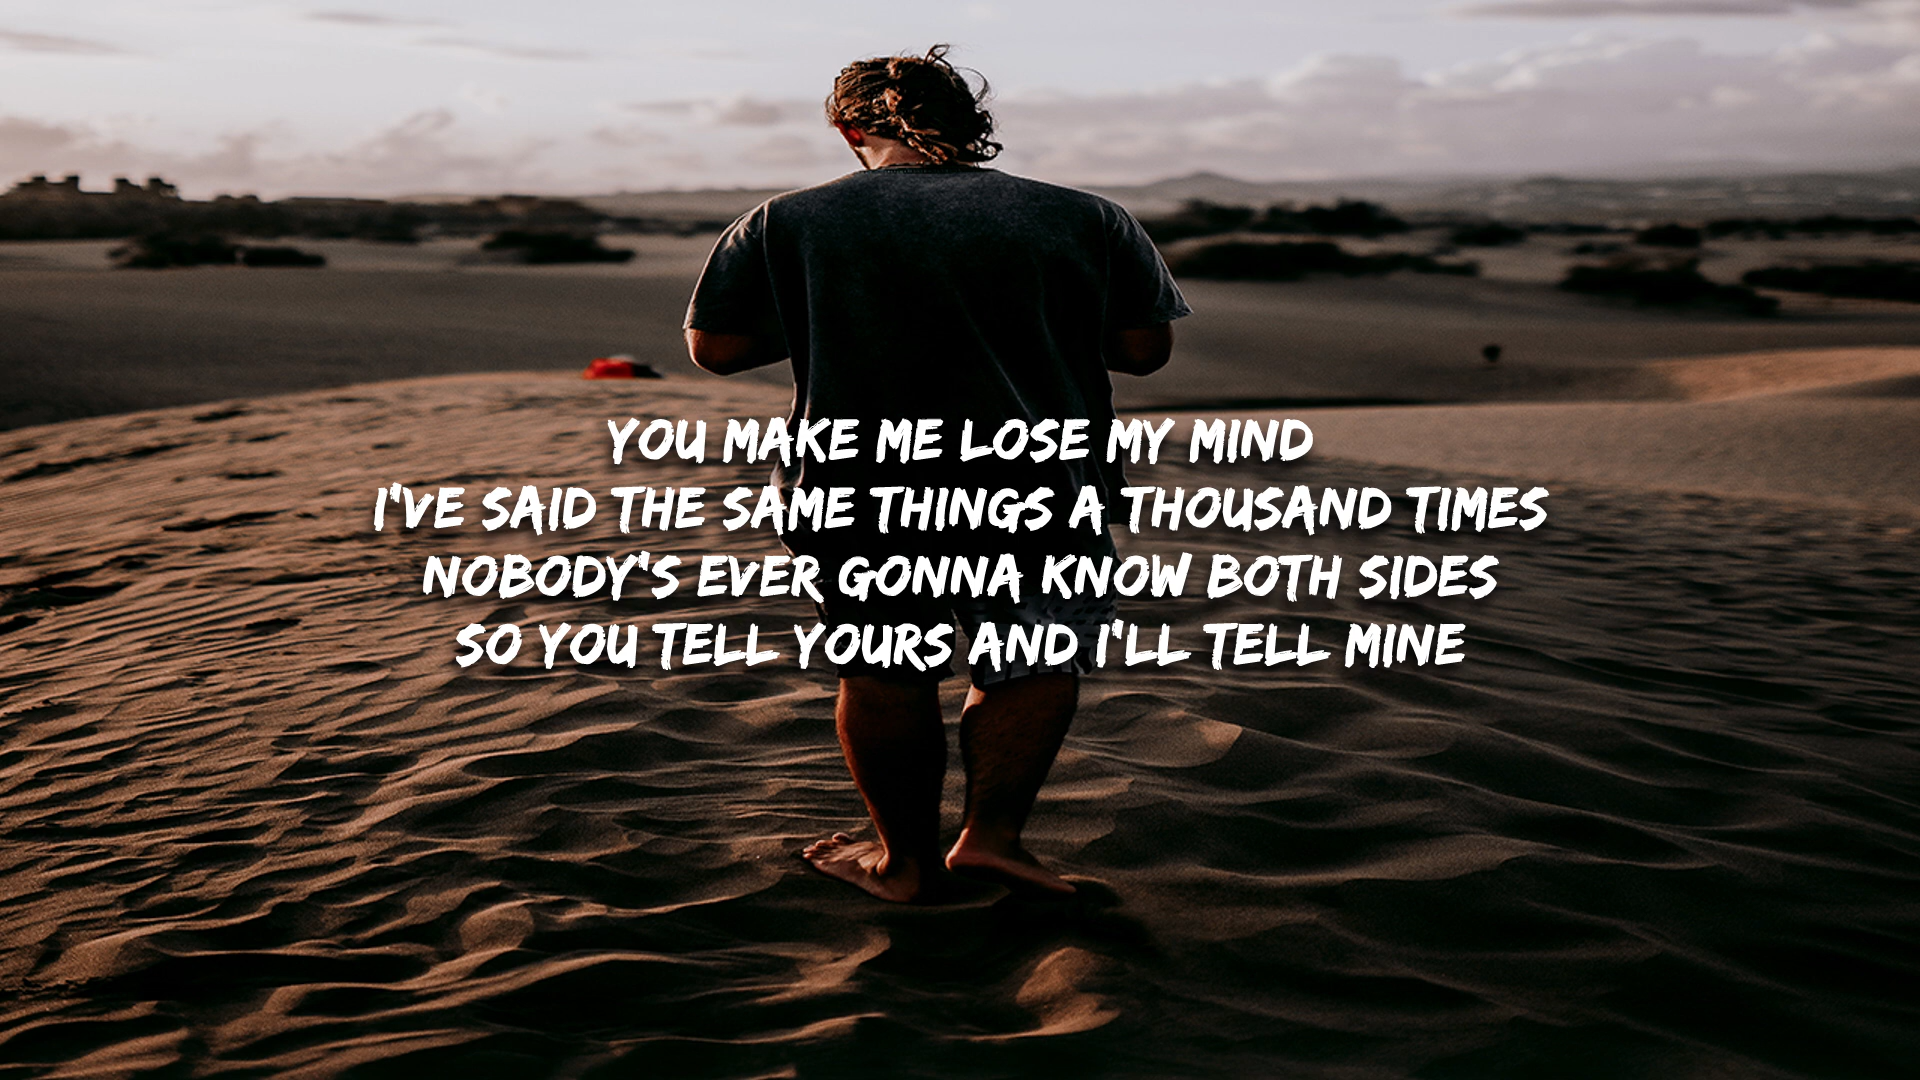 YOU MAKE ME LOSE MY MIND
I'VE SAID THE SAME THINGS A THOUSAND TIMES
NOBODY'S EVER GONNA KNOW BOTH SIDES
SO YOU TELL YOURS AND I'LL TELL MINE